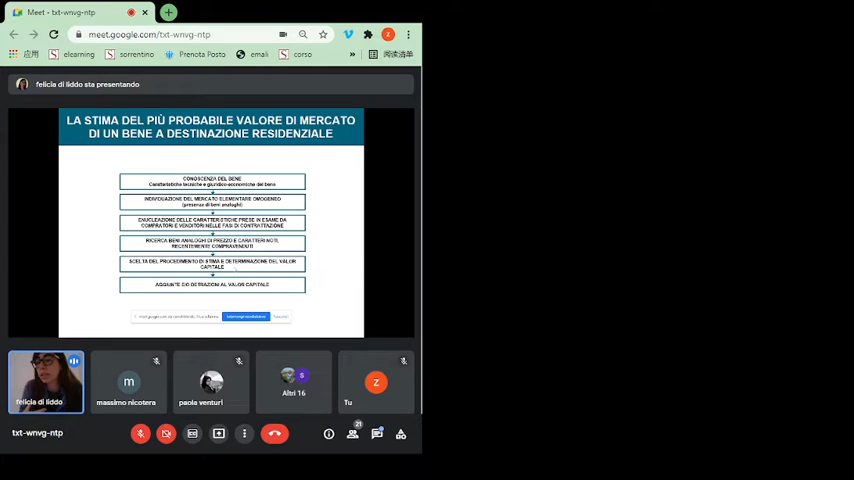 Meet - txt-wnvg-ntp
meet.google.com/txt-wnvg-ntp
应用 elearning sorrentino Prenota Posto emali corso » 阅读清单
felicia di liddo sta presentando
LA STIMA DEL PIÙ PROBABILE VALORE DI MERCATO
DI UN BENE A DESTINAZIONE RESIDENZIALE
CONOSCENZA DEL BENE
Caratteristiche tecniche e giuridico-economiche del bene
INDIVIDUAZIONE DEL MERCATO ELEMENTARE OMOGENEO
(presenza di beni analoghi)
ENUCLEAZIONE DELLE CARATTERISTICHE PRESE IN ESAME DA
COMPRATORI E VENDITORI NELLE FASI DI CONTRATTAZIONE
RICERCA BENI ANALOGHI DI PREZZO E CARATTERI NOTI,
RECENTEMENTE COMPRAVENDUTI
SCELTA DEL PROCEDIMENTO DI STIMA E DETERMINAZIONE DEL VALOR
CAPITALE
AGGIUNTE E/O DETRAZIONI AL VALOR CAPITALE
felicia di liddo
m
massimo nicotera
paola venturi
S
Altri 16
z
Tu
txt-wnvg-ntp
21